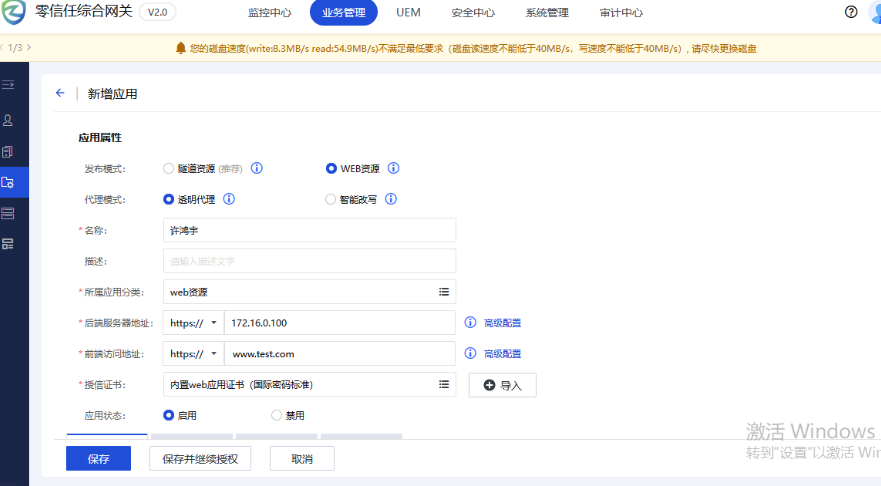 零信任综合网关 V2.0 监控中心 业务管理 UEM 安全中心 系统管理 审计中心
1/3 您的磁盘速度(write:8.3MB/s read:54.9MB/s)不满足最低要求（磁盘读速度不能低于40MB/s，写速度不能低于40MB/s）, 请尽快更换磁盘
新增应用
应用属性
发布模式： 隧道资源 (推荐) WEB资源
代理模式： 透明代理 智能改写
* 名称： 许鸿宇
描述： 请输入描述文字
* 所属应用分类： web资源
* 后端服务器地址： https:// 172.16.0.100 高级配置
* 前端访问地址： https:// www.test.com 高级配置
* 授信证书： 内置web应用证书（国际密码标准） 导入
应用状态： 启用 禁用
保存 保存并继续授权 取消
激活 Windows
转到"设置"以激活 Win